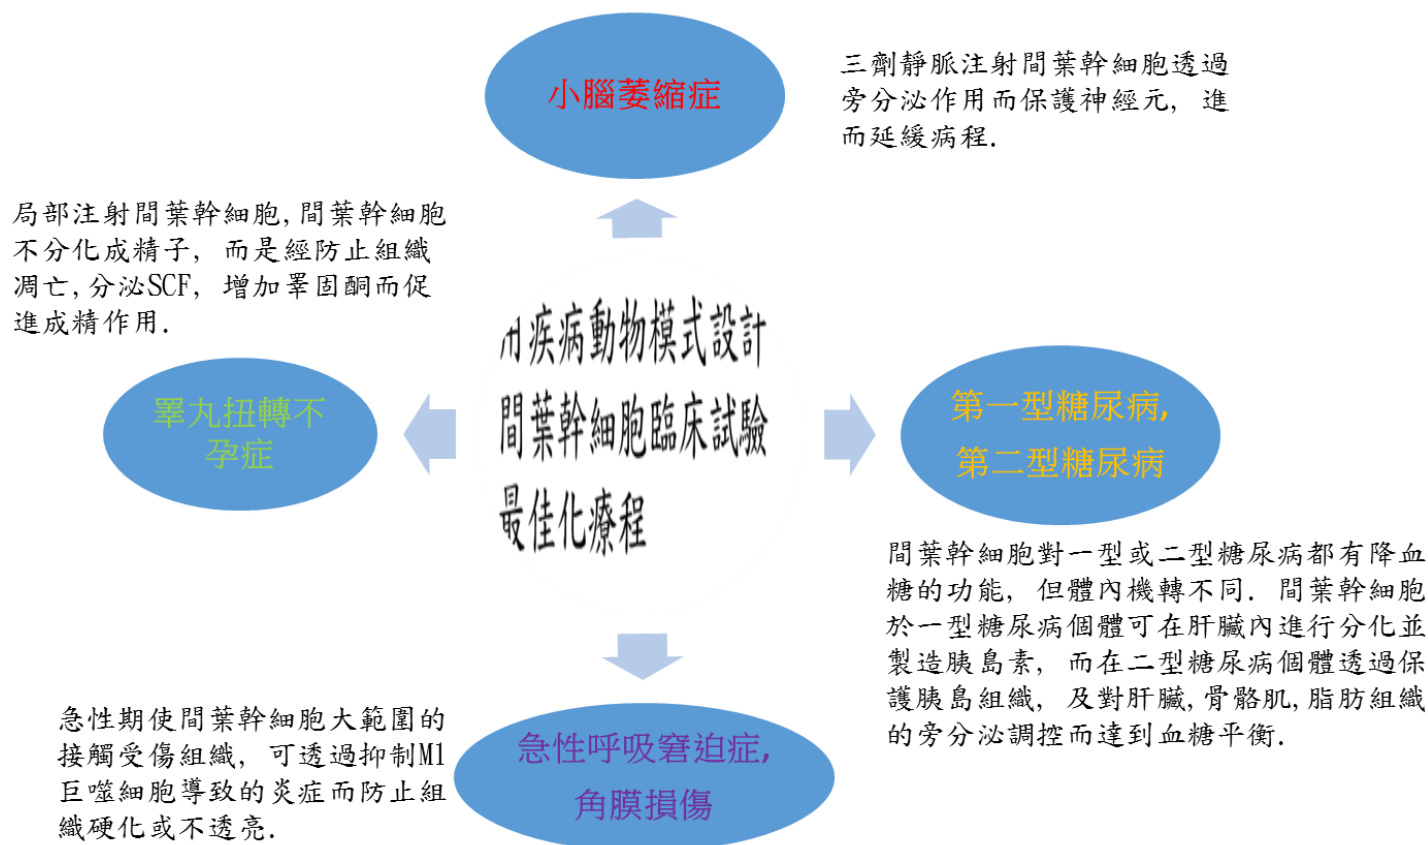 小腦萎縮症
三劑靜脈注射間葉幹細胞透過
旁分泌作用而保護神經元, 進
而延緩病程.
局部注射間葉幹細胞, 間葉幹細胞
不分化成精子, 而是經防止組織
凋亡, 分泌SCF, 增加睪固酮而促
進成精作用.
睪丸扭轉不
孕症
用疾病動物模式設計
間葉幹細胞臨床試驗
最佳化療程
第一型糖尿病,
第二型糖尿病
間葉幹細胞對一型或二型糖尿病都有降血
糖的功能, 但體內機轉不同. 間葉幹細胞
於一型糖尿病個體可在肝臟內進行分化並
製造胰島素, 而在二型糖尿病個體透過保
護胰島組織, 及對肝臟, 骨骼肌, 脂肪組織
的旁分泌調控而達到血糖平衡.
急性期使間葉幹細胞大範圍的
接觸受傷組織, 可透過抑制M1
巨噬細胞導致的炎症而防止組
織硬化或不透亮.
急性呼吸窘迫症,
角膜損傷